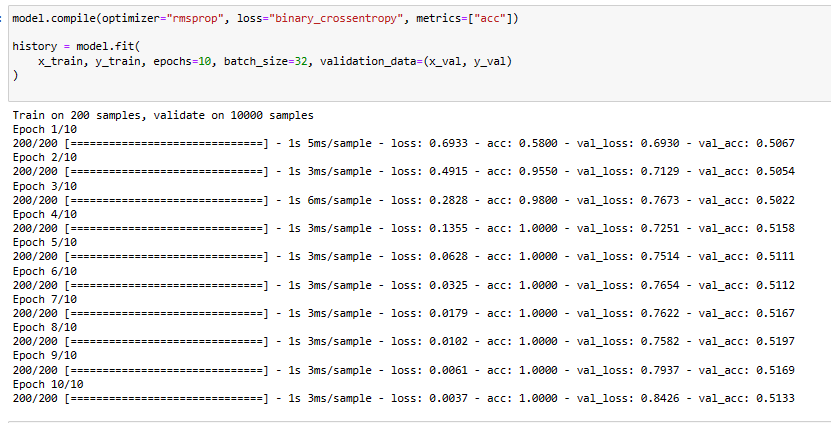 model.compile(optimizer="rmsprop", loss="binary_crossentropy", metrics=["acc"])
history = model.fit(
    x_train, y_train, epochs=10, batch_size=32, validation_data=(x_val, y_val)
)
Train on 200 samples, validate on 10000 samples
Epoch 1/10
200/200 [==============================] - 1s 5ms/sample - loss: 0.6933 - acc: 0.5800 - val_loss: 0.6930 - val_acc: 0.5067
Epoch 2/10
200/200 [==============================] - 1s 3ms/sample - loss: 0.4915 - acc: 0.9550 - val_loss: 0.7129 - val_acc: 0.5054
Epoch 3/10
200/200 [==============================] - 1s 6ms/sample - loss: 0.2828 - acc: 0.9800 - val_loss: 0.7673 - val_acc: 0.5022
Epoch 4/10
200/200 [==============================] - 1s 3ms/sample - loss: 0.1355 - acc: 1.0000 - val_loss: 0.7251 - val_acc: 0.5158
Epoch 5/10
200/200 [==============================] - 1s 3ms/sample - loss: 0.0628 - acc: 1.0000 - val_loss: 0.7514 - val_acc: 0.5111
Epoch 6/10
200/200 [==============================] - 1s 3ms/sample - loss: 0.0325 - acc: 1.0000 - val_loss: 0.7654 - val_acc: 0.5112
Epoch 7/10
200/200 [==============================] - 1s 3ms/sample - loss: 0.0179 - acc: 1.0000 - val_loss: 0.7622 - val_acc: 0.5167
Epoch 8/10
200/200 [==============================] - 1s 3ms/sample - loss: 0.0102 - acc: 1.0000 - val_loss: 0.7582 - val_acc: 0.5197
Epoch 9/10
200/200 [==============================] - 1s 3ms/sample - loss: 0.0061 - acc: 1.0000 - val_loss: 0.7937 - val_acc: 0.5169
Epoch 10/10
200/200 [==============================] - 1s 3ms/sample - loss: 0.0037 - acc: 1.0000 - val_loss: 0.8426 - val_acc: 0.5133